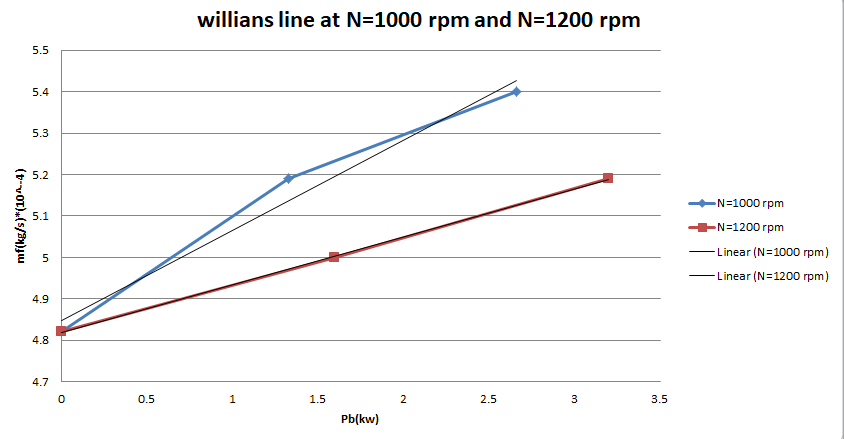 willians line at N=1000 rpm and N=1200 rpm
5.5
5.4
5.3
5.2
5.1
5
4.9
4.8
4.7
mf(kg/s)*(10^-4)
0
0.5
1
1.5
2
2.5
3
3.5
Pb(kw)
N=1000 rpm
N=1200 rpm
Linear (N=1000 rpm)
Linear (N=1200 rpm)